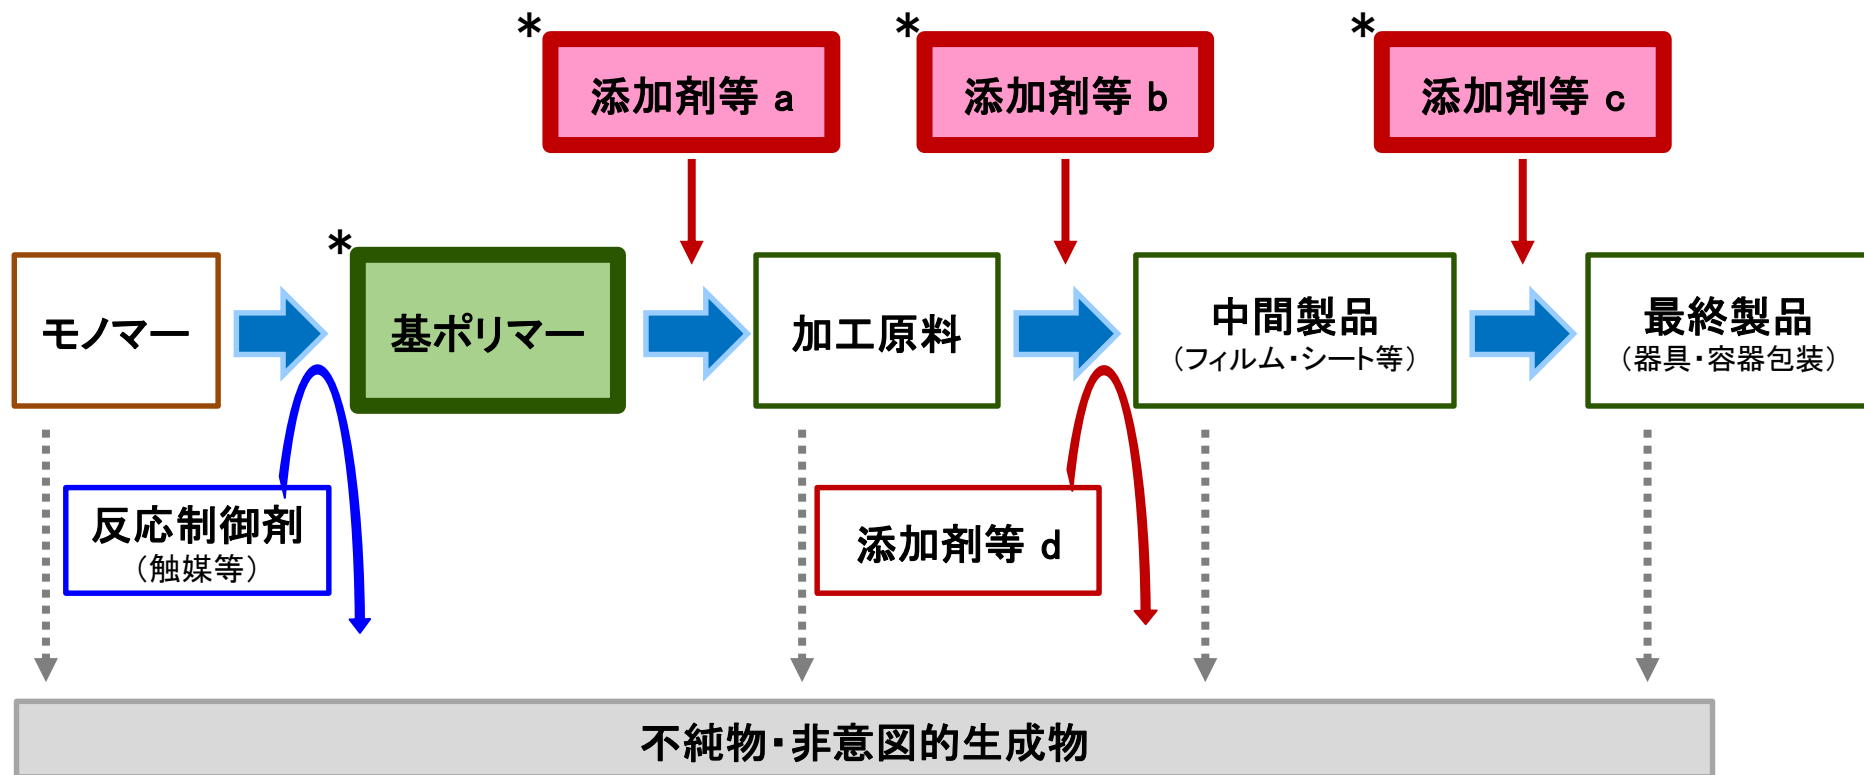 * 添加剤等 a
* 添加剤等 b
* 添加剤等 c
モノマー
* 基ポリマー
加工原料
中間製品
（フィルム・シート等）
最終製品
（器具・容器包装）
反応制御剤
（触媒等）
添加剤等 d
不純物・非意図的生成物